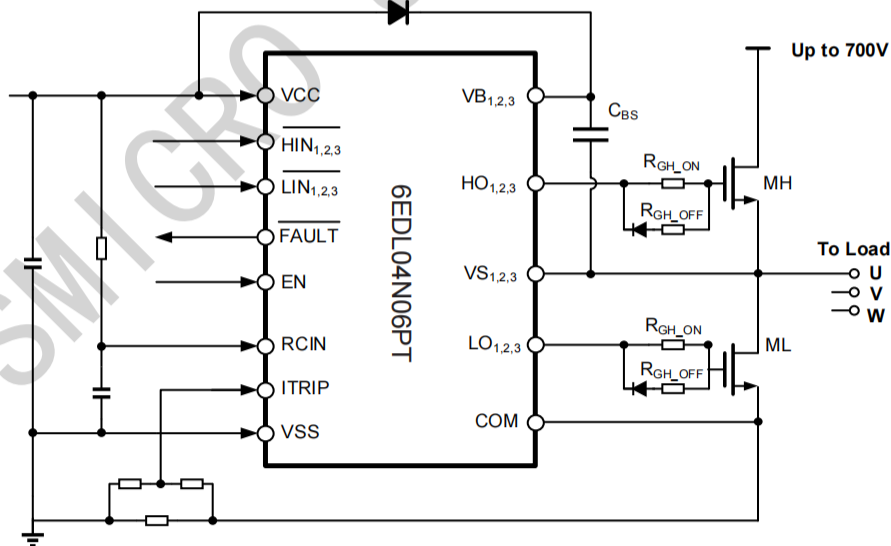 SMICRO
Up to 700V
VCC
VB1,2,3
CBS
HIN1,2,3
RGH_ON
LIN1,2,3
HO1,2,3
MH
RGH_OFF
6EDL04N06PT
FAULT
To Load
EN
VS1,2,3
U
V
W
RGH_ON
RCIN
LO1,2,3
ML
RGH_OFF
ITRIP
COM
VSS